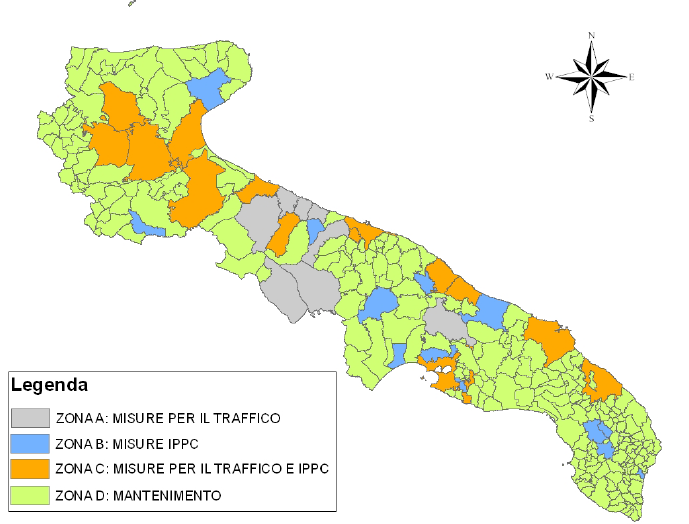 N
W E
S
Legenda
ZONA A: MISURE PER IL TRAFFICO
ZONA B: MISURE IPPC
ZONA C: MISURE PER IL TRAFFICO E IPPC
ZONA D: MANTENIMENTO